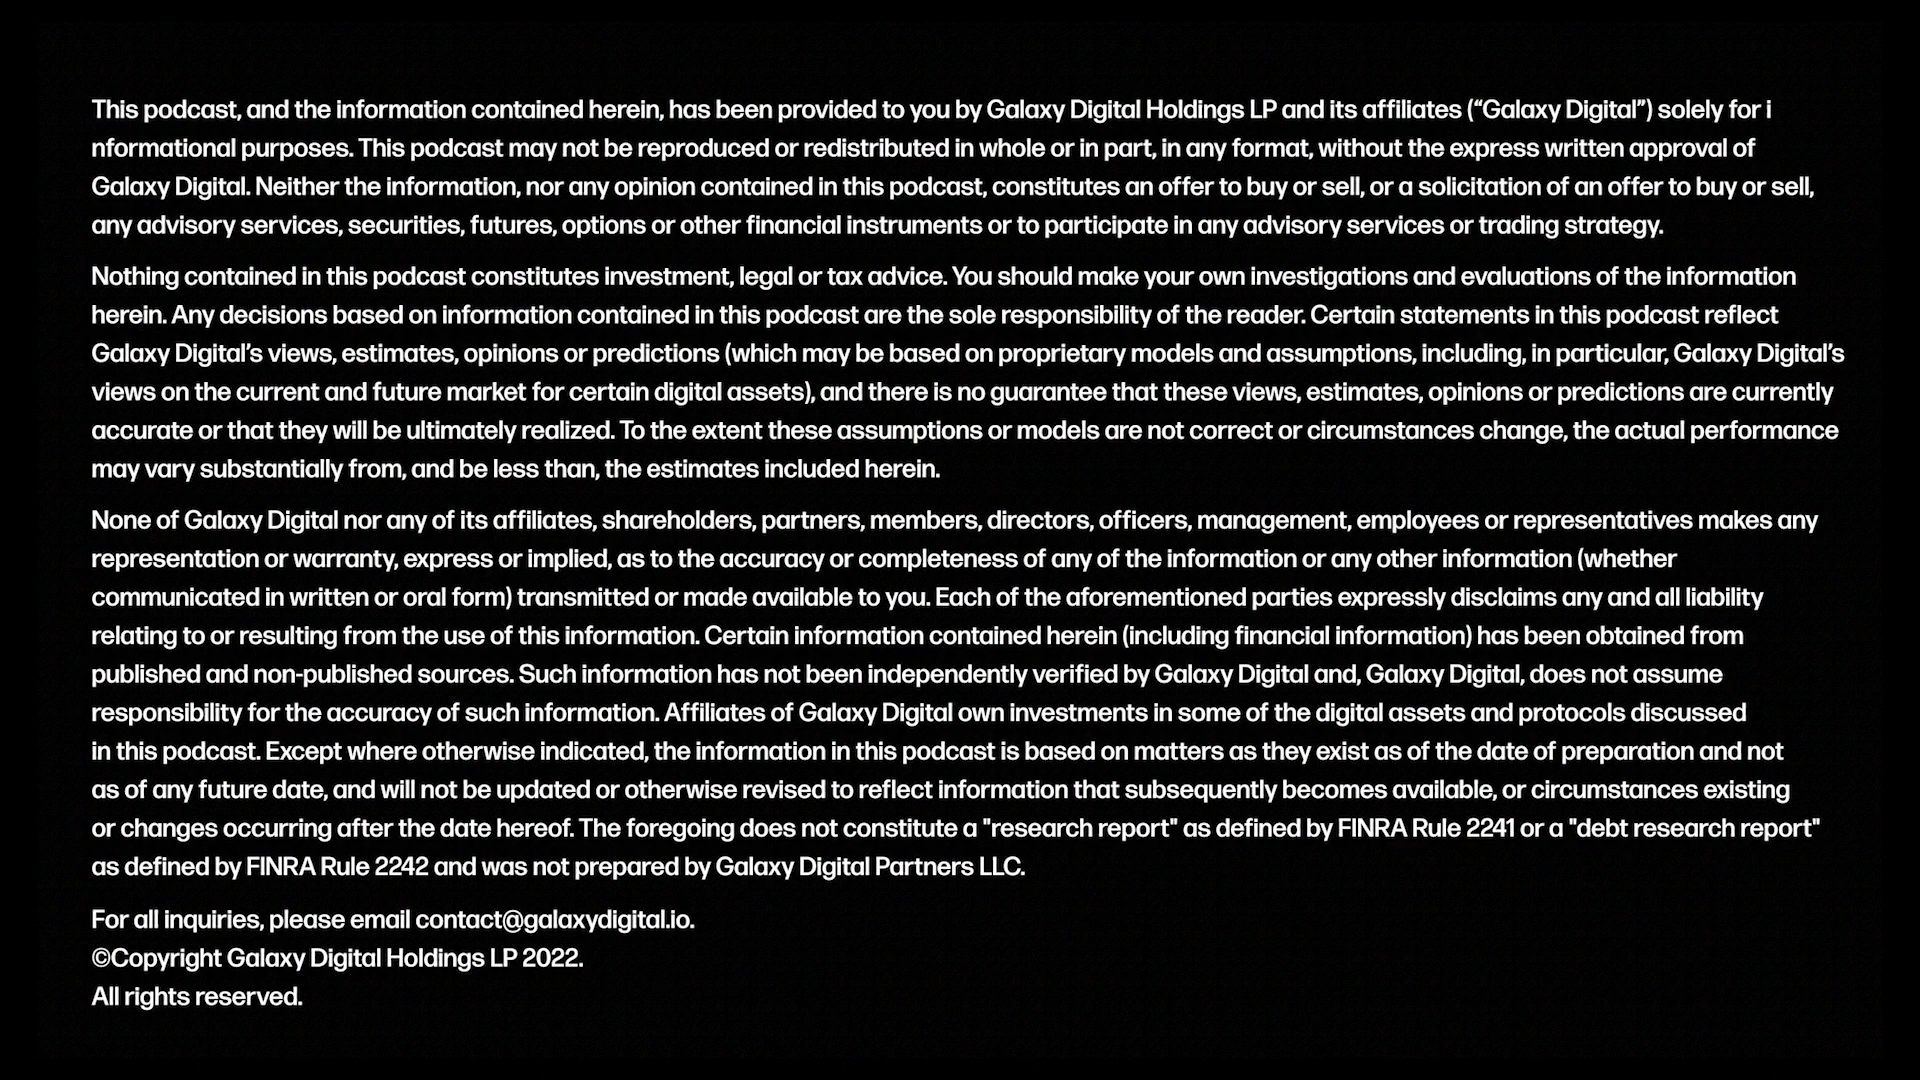 This podcast, and the information contained herein, has been provided to you by Galaxy Digital Holdings LP and its affiliates (“Galaxy Digital”) solely for i
nformational purposes. This podcast may not be reproduced or redistributed in whole or in part, in any format, without the express written approval of
Galaxy Digital. Neither the information, nor any opinion contained in this podcast, constitutes an offer to buy or sell, or a solicitation of an offer to buy or sell,
any advisory services, securities, futures, options or other financial instruments or to participate in any advisory services or trading strategy.
Nothing contained in this podcast constitutes investment, legal or tax advice. You should make your own investigations and evaluations of the information
herein. Any decisions based on information contained in this podcast are the sole responsibility of the reader. Certain statements in this podcast reflect
Galaxy Digital’s views, estimates, opinions or predictions (which may be based on proprietary models and assumptions, including, in particular, Galaxy Digital’s
views on the current and future market for certain digital assets), and there is no guarantee that these views, estimates, opinions or predictions are currently
accurate or that they will be ultimately realized. To the extent these assumptions or models are not correct or circumstances change, the actual performance
may vary substantially from, and be less than, the estimates included herein.
None of Galaxy Digital nor any of its affiliates, shareholders, partners, members, directors, officers, management, employees or representatives makes any
representation or warranty, express or implied, as to the accuracy or completeness of any of the information or any other information (whether
communicated in written or oral form) transmitted or made available to you. Each of the aforementioned parties expressly disclaims any and all liability
relating to or resulting from the use of this information. Certain information contained herein (including financial information) has been obtained from
published and non-published sources. Such information has not been independently verified by Galaxy Digital and, Galaxy Digital, does not assume
responsibility for the accuracy of such information. Affiliates of Galaxy Digital own investments in some of the digital assets and protocols discussed
in this podcast. Except where otherwise indicated, the information in this podcast is based on matters as they exist as of the date of preparation and not
as of any future date, and will not be updated or otherwise revised to reflect information that subsequently becomes available, or circumstances existing
or changes occurring after the date hereof. The foregoing does not constitute a "research report" as defined by FINRA Rule 2241 or a "debt research report"
as defined by FINRA Rule 2242 and was not prepared by Galaxy Digital Partners LLC.
For all inquiries, please email contact@galaxydigital.io.
©Copyright Galaxy Digital Holdings LP 2022.
All rights reserved.